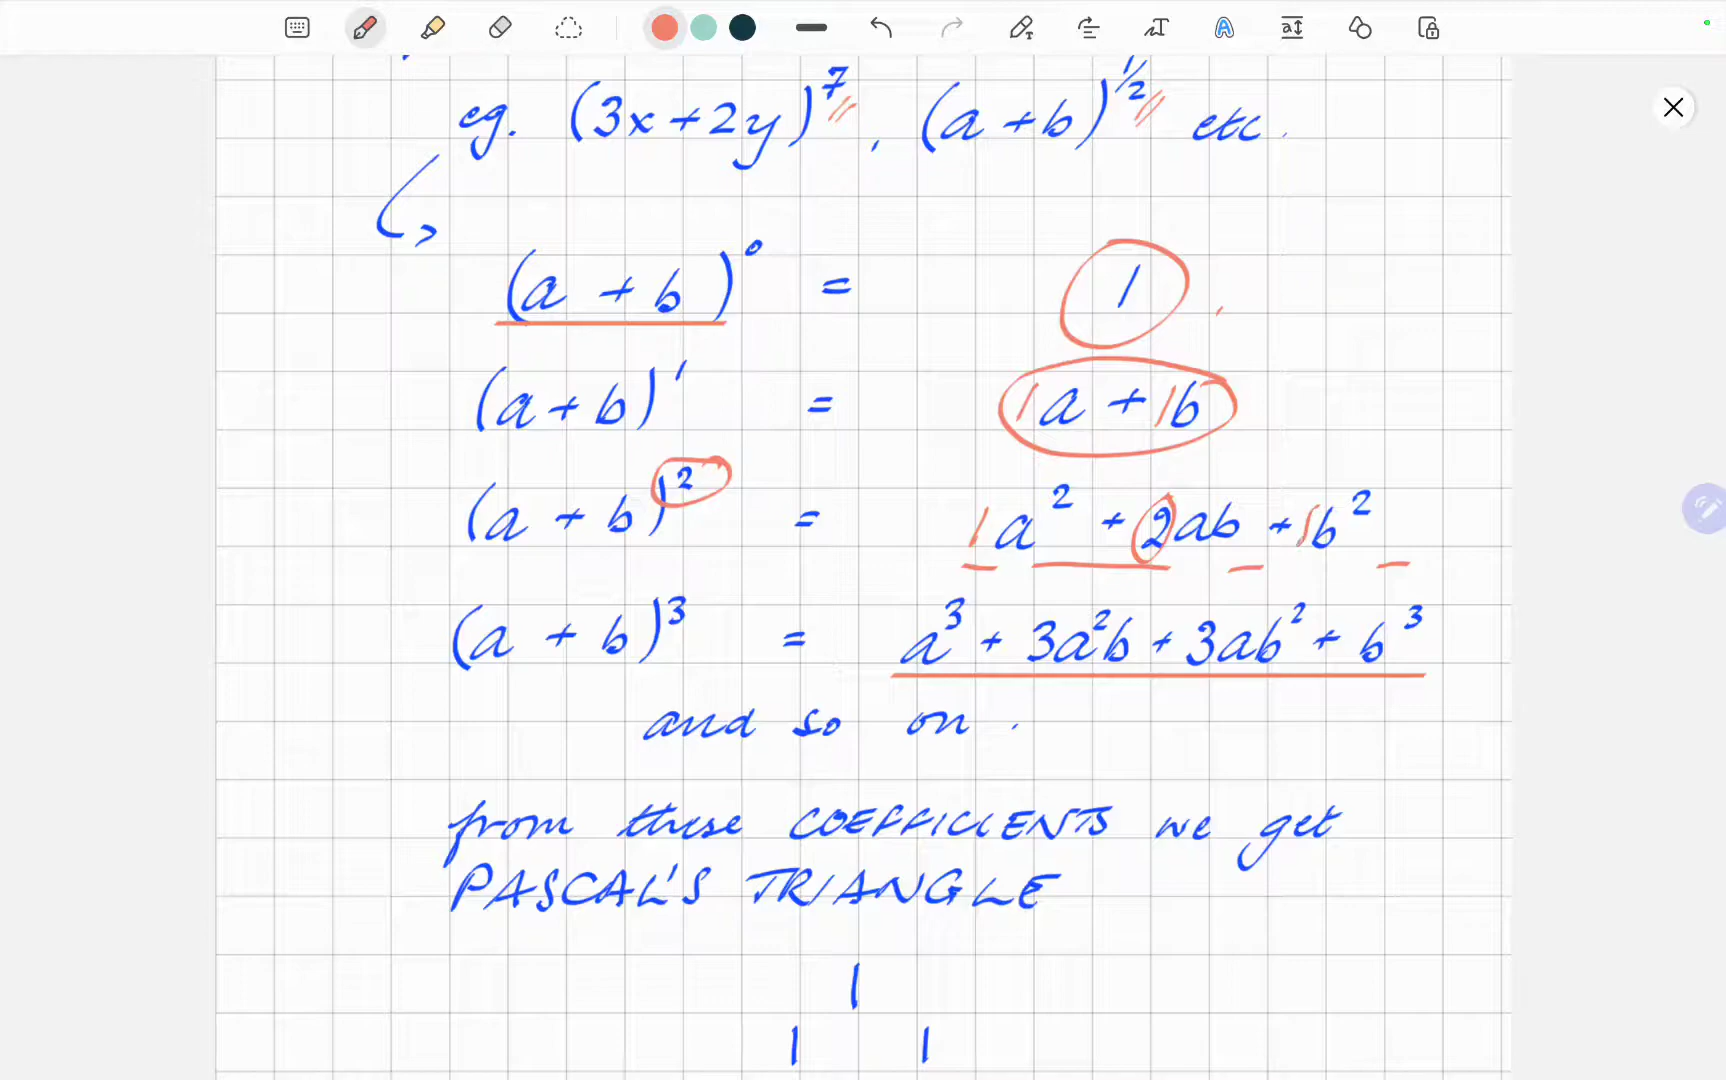 eg. (3x+2y)^7, (a+b)^1/2 etc.
(a + b)^0 = 1
(a+b)^1 = 1a + 1b
(a + b)^2 = 1a^2 + 2ab + 1b^2
(a + b)^3 = a^3 + 3a^2b + 3ab^2 + b^3
and so on.
from these COEFFICIENTS we get
PASCAL'S TRIANGLE
1
1 1